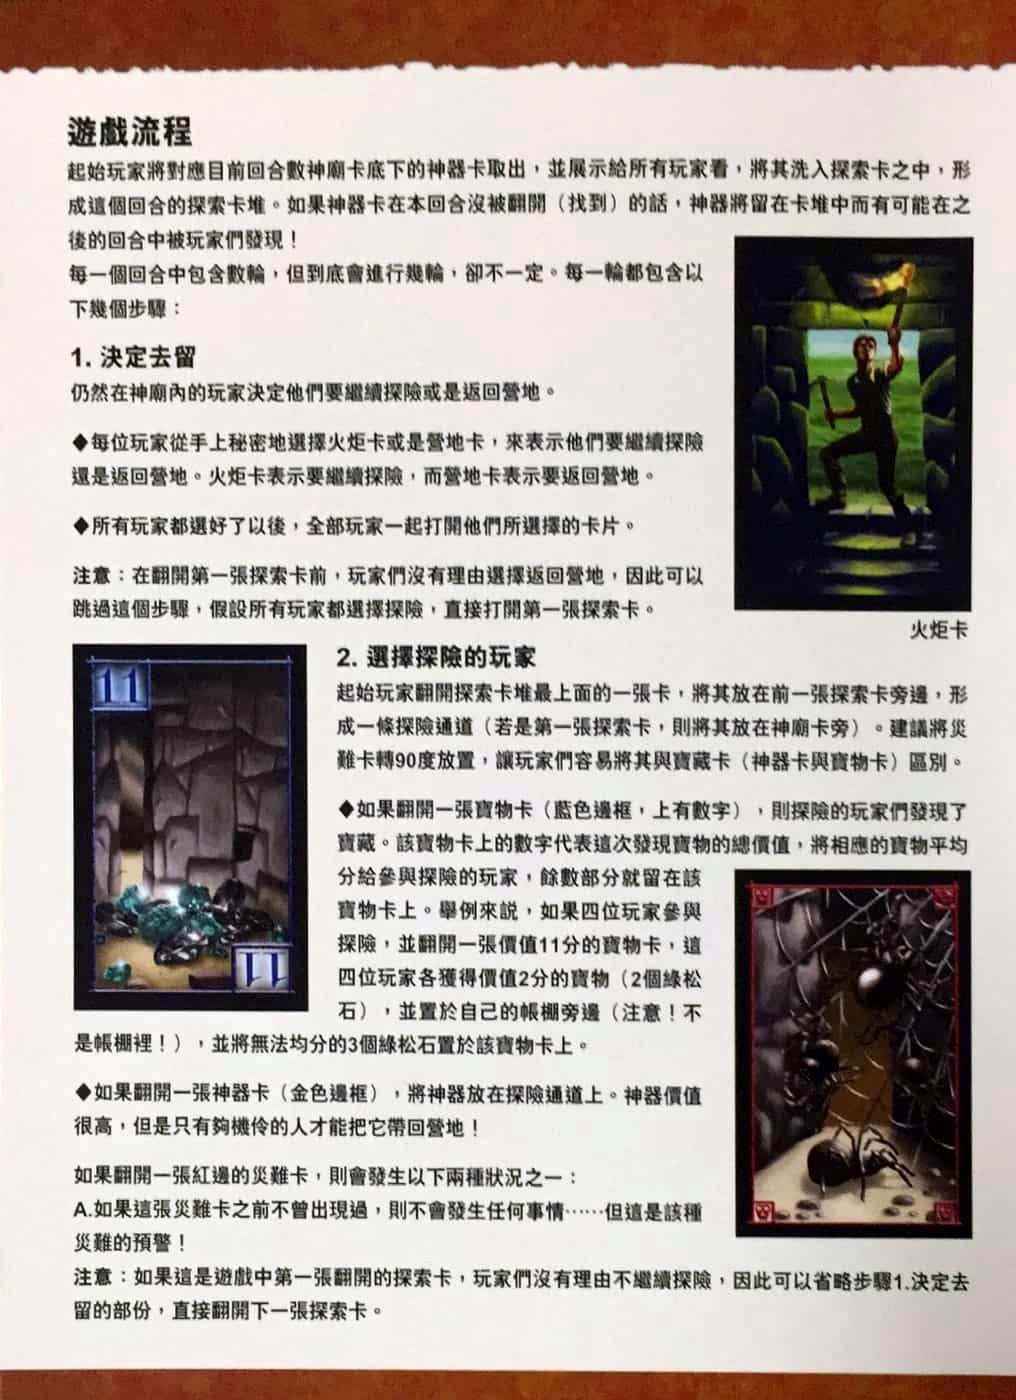 遊戲流程
起始玩家將對應目前回合數神廟卡底下的神器卡取出，並展示給所有玩家看，將其洗入探索卡之中，形
成這個回合的探索卡堆。如果神器卡在本回合沒被翻開（找到）的話，神器將留在卡堆中而有可能在之
後的回合中被玩家們發現！
每一個回合中包含數輪，但到底會進行幾輪，卻不一定。每一輪都包含以
下幾個步驟：
1. 決定去留
仍然在神廟內的玩家決定他們要繼續探險或是返回營地。
◆每位玩家從手上秘密地選擇火炬卡或是營地卡，來表示他們要繼續探險
還是返回營地。火炬卡表示要繼續探險，而營地卡表示要返回營地。
◆所有玩家都選好了以後，全部玩家一起打開他們所選擇的卡片。
注意：在翻開第一張探索卡前，玩家們沒有理由選擇返回營地，因此可以
跳過這個步驟，假設所有玩家都選擇探險，直接打開第一張探索卡。
火炬卡
11
11
2. 選擇探險的玩家
起始玩家翻開探索卡堆最上面的一張卡，將其放在前一張探索卡旁邊，形
成一條探險通道（若是第一張探索卡，則將其放在神廟卡旁）。建議將災
難卡轉90度放置，讓玩家們容易將其與寶藏卡（神器卡與寶物卡）區別。
◆如果翻開一張寶物卡（藍色邊框，上有數字），則探險的玩家們發現了
寶藏。該寶物卡上的數字代表這次發現寶物的總價值，將相應的寶物平均
分給參與探險的玩家，餘數部分就留在該
寶物卡上。舉例來說，如果四位玩家參與
探險，並翻開一張價值11分的寶物卡，這
四位玩家各獲得價值2分的寶物（2個綠松
石），並置於自己的帳棚旁邊（注意！不
是帳棚裡！），並將無法均分的3個綠松石置於該寶物卡上。
◆如果翻開一張神器卡（金色邊框），將神器放在探險通道上。神器價值
很高，但是只有夠機伶的人才能把它帶回營地！
如果翻開一張紅邊的災難卡，則會發生以下兩種狀況之一：
A.如果這張災難卡之前不曾出現過，則不會發生任何事情……但這是該種
災難的預警！
注意：如果這是遊戲中第一張翻開的探索卡，玩家們沒有理由不繼續探險，因此可以省略步驟1.決定去
留的部份，直接翻開下一張探索卡。